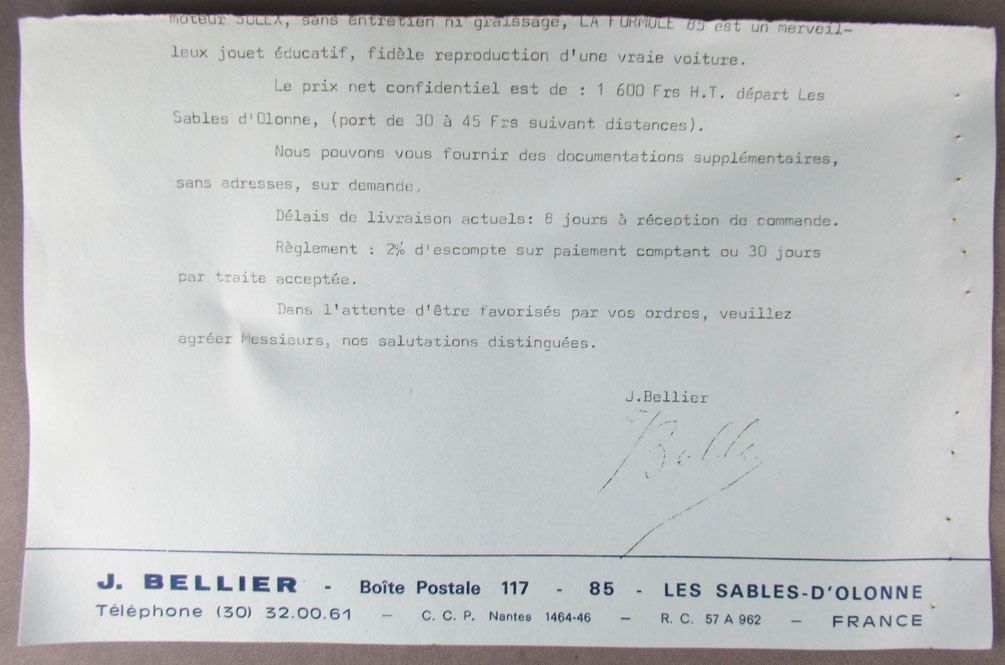 moteur SOLEX, sans entretien ni graissage, LA FORMULE 85 est un merveil-
leux jouet éducatif, fidèle reproduction d'une vraie voiture.
Le prix net confidentiel est de : 1 600 Frs H.T. départ Les
Sables d'Olonne, (port de 30 à 45 Frs suivant distances).
Nous pouvons vous fournir des documentations supplémentaires,
sans adresses, sur demande.
Délais de livraison actuels: 8 jours à réception de commande.
Règlement : 2% d'escompte sur paiement comptant ou 30 jours
par traite acceptée.
Dans l'attente d'être favorisés par vos ordres, veuillez
agréer Messieurs, nos salutations distinguées.
J.Bellier
J. BELLIER - Boîte Postale 117 - 85 - LES SABLES-D'OLONNE
Téléphone (30) 32.00.61 — C. C. P. Nantes 1464-46 — R. C. 57 A 962 — FRANCE